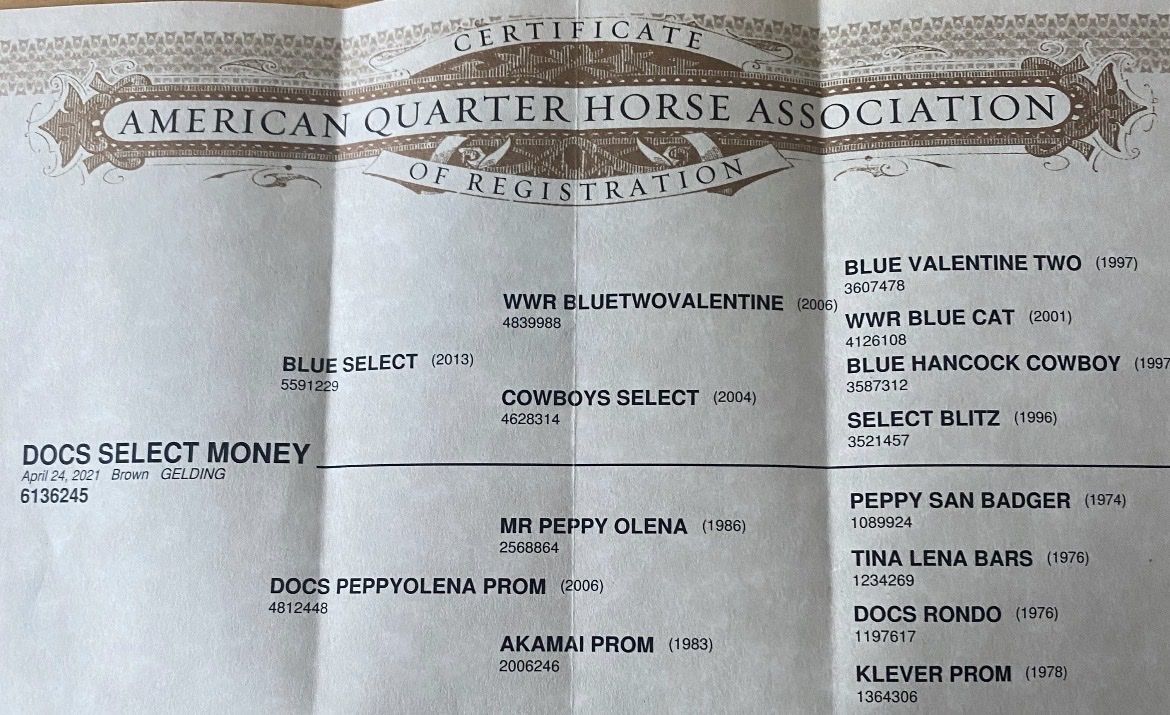 CERTIFICATE
AMERICAN QUARTER HORSE ASSOCIATION
OF REGISTRATION
BLUE VALENTINE TWO (1997)
3607478
WWR BLUETWOVALENTINE (2006)
4839988
WWR BLUE CAT (2001)
4126108
BLUE SELECT (2013)
5591229
BLUE HANCOCK COWBOY (1997
3587312
COWBOYS SELECT (2004)
4628314
SELECT BLITZ (1996)
3521457
DOCS SELECT MONEY
April 24, 2021 Brown GELDING
6136245
PEPPY SAN BADGER (1974)
1089924
MR PEPPY OLENA (1986)
2568864
TINA LENA BARS (1976)
1234269
DOCS PEPPYOLENA PROM (2006)
4812448
DOCS RONDO (1976)
1197617
AKAMAI PROM (1983)
2006246
KLEVER PROM (1978)
1364306